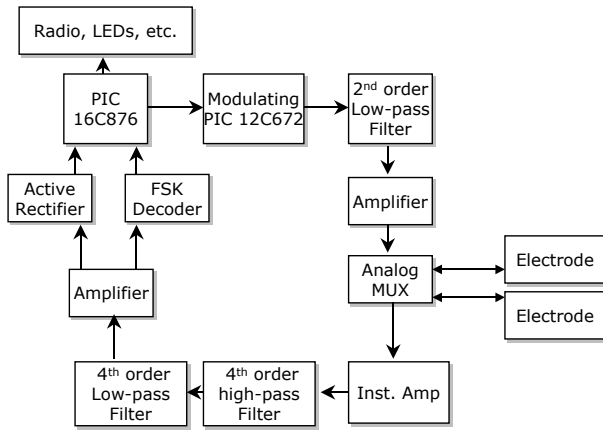 Radio, LEDs, etc.
PIC
16C876
Modulating
PIC 12C672
2nd order
Low-pass
Filter
Active
Rectifier
FSK
Decoder
Amplifier
Analog
MUX
Electrode
Electrode
Amplifier
4th order
Low-pass
Filter
4th order
high-pass
Filter
Inst. Amp